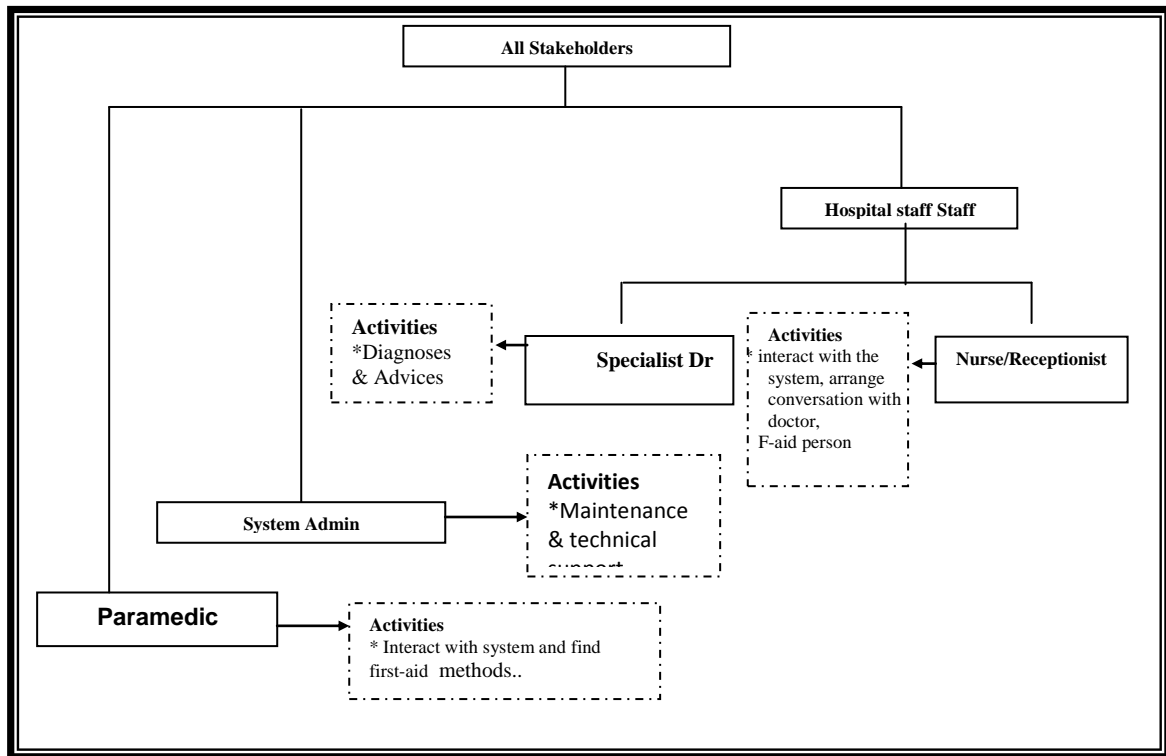 All Stakeholders
Hospital staff Staff
Activities
*Diagnoses
& Advices
Specialist Dr
Activities
* interact with the
system, arrange
conversation with
doctor,
F-aid person
Nurse/Receptionist
Activities
*Maintenance
& technical
support
System Admin
Paramedic
Activities
* Interact with system and find
first-aid methods..